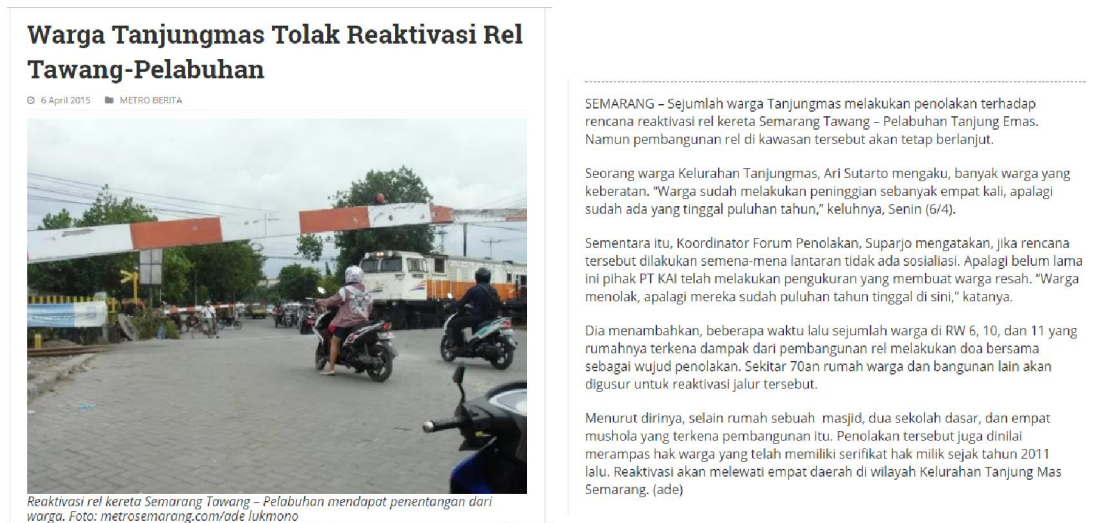 Warga Tanjungmas Tolak Reaktivasi Rel
Tawang-Pelabuhan
6 April 2015 METRO BERITA
Reaktivasi rel kereta Semarang Tawang – Pelabuhan mendapat penentangan dari
warga. Foto: metrosemarang.com/ade lukmono
SEMARANG – Sejumlah warga Tanjungmas melakukan penolakan terhadap
rencana reaktivasi rel kereta Semarang Tawang – Pelabuhan Tanjung Emas.
Namun pembangunan rel di kawasan tersebut akan tetap berlanjut.
Seorang warga Kelurahan Tanjungmas, Ari Sutarto mengaku, banyak warga yang
keberatan. “Warga sudah melakukan peninggian sebanyak empat kali, apalagi
sudah ada yang tinggal puluhan tahun,” keluhnya, Senin (6/4).
Sementara itu, Koordinator Forum Penolakan, Suparjo mengatakan, jika rencana
tersebut dilakukan semena-mena lantaran tidak ada sosialiasi. Apalagi belum lama
ini pihak PT KAI telah melakukan pengukuran yang membuat warga resah. “Warga
menolak, apalagi mereka sudah puluhan tahun tinggal di sini,” katanya.
Dia menambahkan, beberapa waktu lalu sejumlah warga di RW 6, 10, dan 11 yang
rumahnya terkena dampak dari pembangunan rel melakukan doa bersama
sebagai wujud penolakan. Sekitar 70an rumah warga dan bangunan lain akan
digusur untuk reaktivasi jalur tersebut.
Menurut dirinya, selain rumah sebuah masjid, dua sekolah dasar, dan empat
mushola yang terkena pembangunan itu. Penolakan tersebut juga dinilai
merampas hak warga yang telah memiliki serifikat hak milik sejak tahun 2011
lalu. Reaktivasi akan melewati empat daerah di wilayah Kelurahan Tanjung Mas
Semarang. (ade)